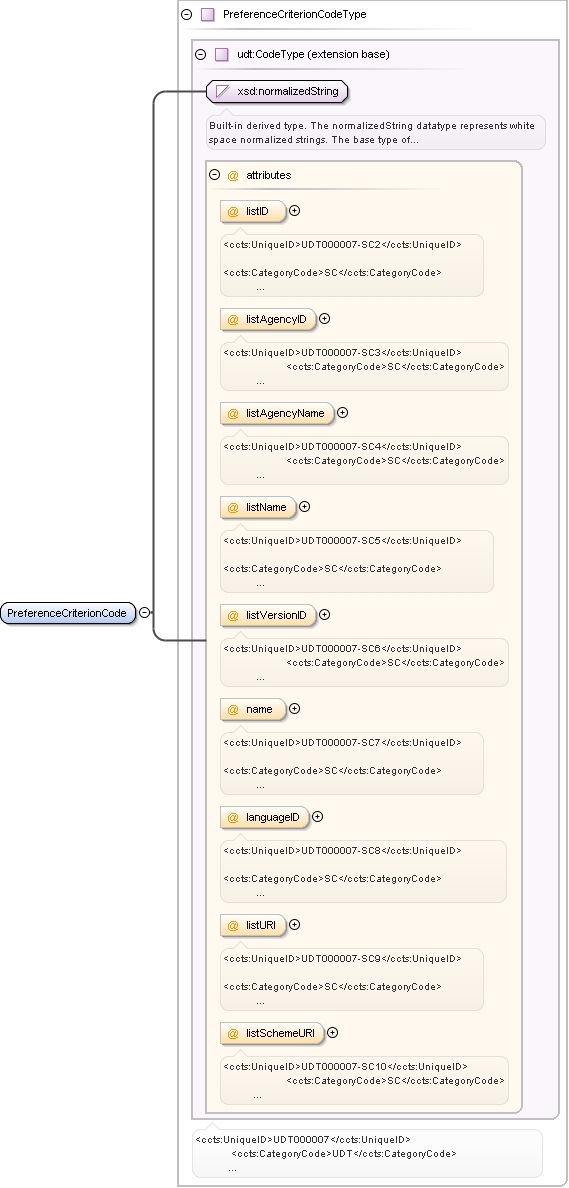 PreferenceCriterionCodeType
udt:CodeType (extension base)
xsd:normalizedString
Built-in derived type. The normalizedString datatype represents white
space normalized strings. The base type of...
@ attributes
@ listID
<ccts:UniqueID>UDT000007-SC2</ccts:UniqueID>
<ccts:CategoryCode>SC</ccts:CategoryCode>
...
@ listAgencyID
<ccts:UniqueID>UDT000007-SC3</ccts:UniqueID>
<ccts:CategoryCode>SC</ccts:CategoryCode>
...
@ listAgencyName
<ccts:UniqueID>UDT000007-SC4</ccts:UniqueID>
<ccts:CategoryCode>SC</ccts:CategoryCode>
...
@ listName
<ccts:UniqueID>UDT000007-SC5</ccts:UniqueID>
<ccts:CategoryCode>SC</ccts:CategoryCode>
...
PreferenceCriterionCode
@ listVersionID
<ccts:UniqueID>UDT000007-SC6</ccts:UniqueID>
<ccts:CategoryCode>SC</ccts:CategoryCode>
...
@ name
<ccts:UniqueID>UDT000007-SC7</ccts:UniqueID>
<ccts:CategoryCode>SC</ccts:CategoryCode>
...
@ languageID
<ccts:UniqueID>UDT000007-SC8</ccts:UniqueID>
<ccts:CategoryCode>SC</ccts:CategoryCode>
...
@ listURI
<ccts:UniqueID>UDT000007-SC9</ccts:UniqueID>
<ccts:CategoryCode>SC</ccts:CategoryCode>
...
@ listSchemeURI
<ccts:UniqueID>UDT000007-SC10</ccts:UniqueID>
<ccts:CategoryCode>SC</ccts:CategoryCode>
...
<ccts:UniqueID>UDT000007</ccts:UniqueID>
<ccts:CategoryCode>UDT</ccts:CategoryCode>
...